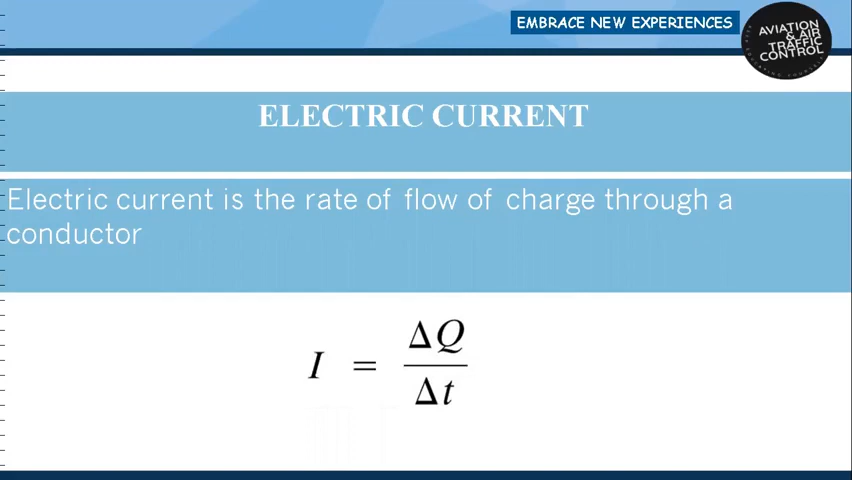 EMBRACE NEW EXPERIENCES
AVIATION
& AIR
TRAFFIC
CONTROL
ELECTRIC CURRENT
Electric current is the rate of flow of charge through a
conductor
I = ΔQ / Δt